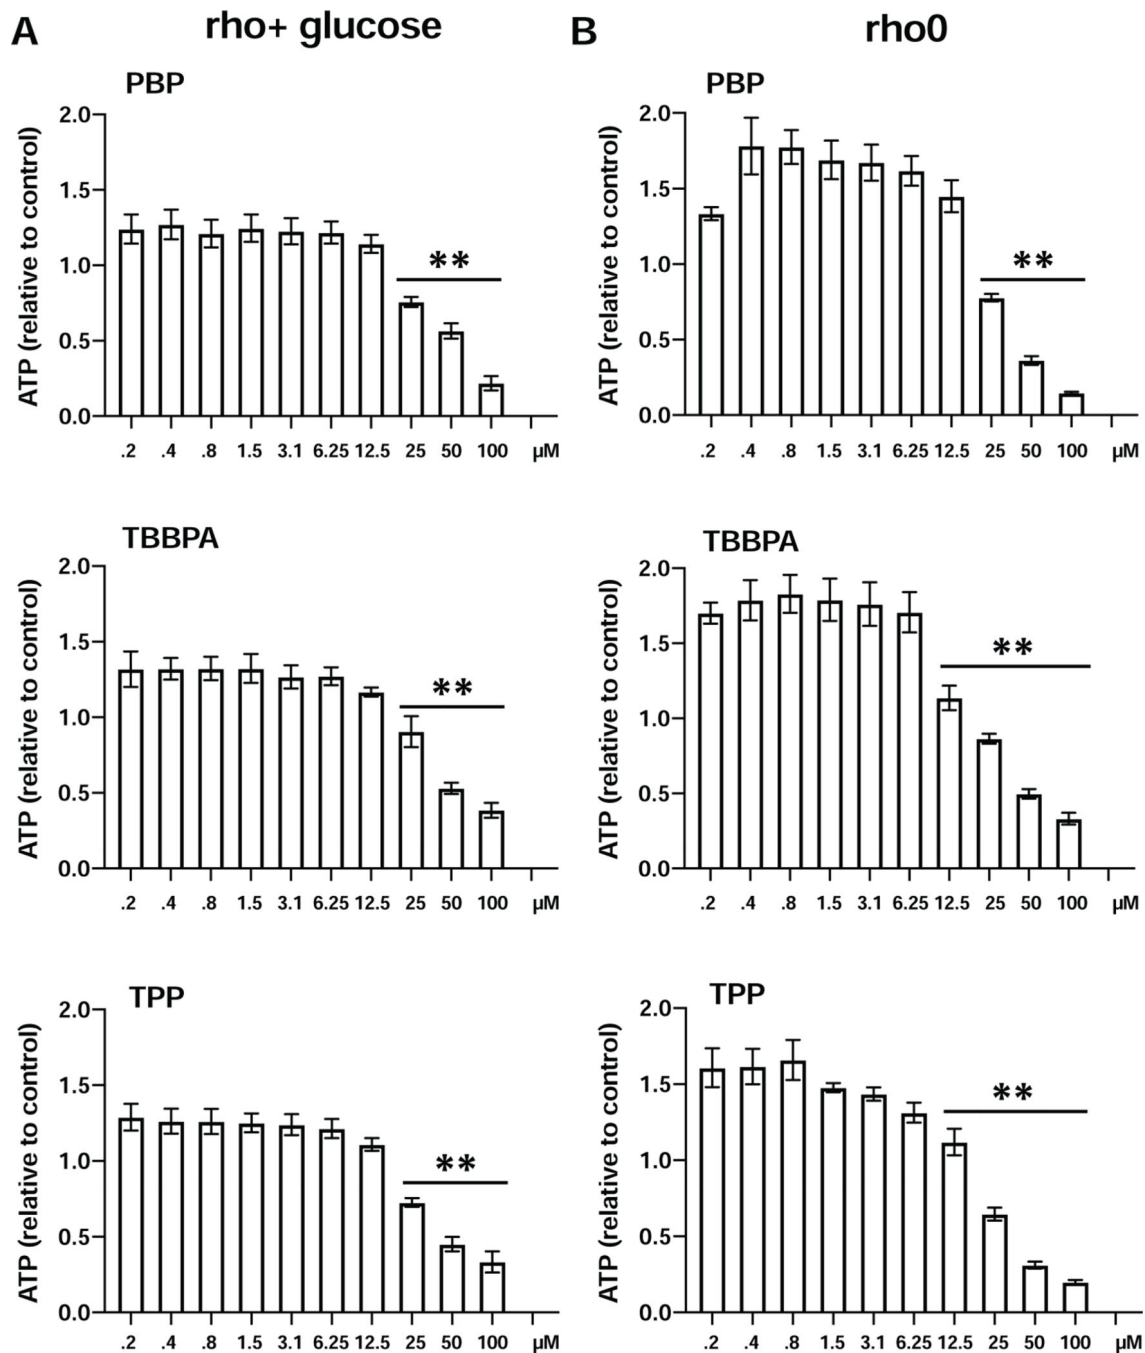 A rho+ glucose B rho0
PBP PBP
ATP (relative to control) ATP (relative to control)
2.0 2.0
1.5 1.5
1.0 1.0
** **
0.5 0.5
0.0 0.0
.2 .4 .8 1.5 3.1 6.25 12.5 25 50 100 µM .2 .4 .8 1.5 3.1 6.25 12.5 25 50 100 µM
TBBPA TBBPA
ATP (relative to control) ATP (relative to control)
2.0 2.0
1.5 1.5
** **
1.0 1.0
0.5 0.5
0.0 0.0
.2 .4 .8 1.5 3.1 6.25 12.5 25 50 100 µM .2 .4 .8 1.5 3.1 6.25 12.5 25 50 100 µM
TPP TPP
ATP (relative to control) ATP (relative to control)
2.0 2.0
1.5 1.5
** **
1.0 1.0
0.5 0.5
0.0 0.0
.2 .4 .8 1.5 3.1 6.25 12.5 25 50 100 µM .2 .4 .8 1.5 3.1 6.25 12.5 25 50 100 µM